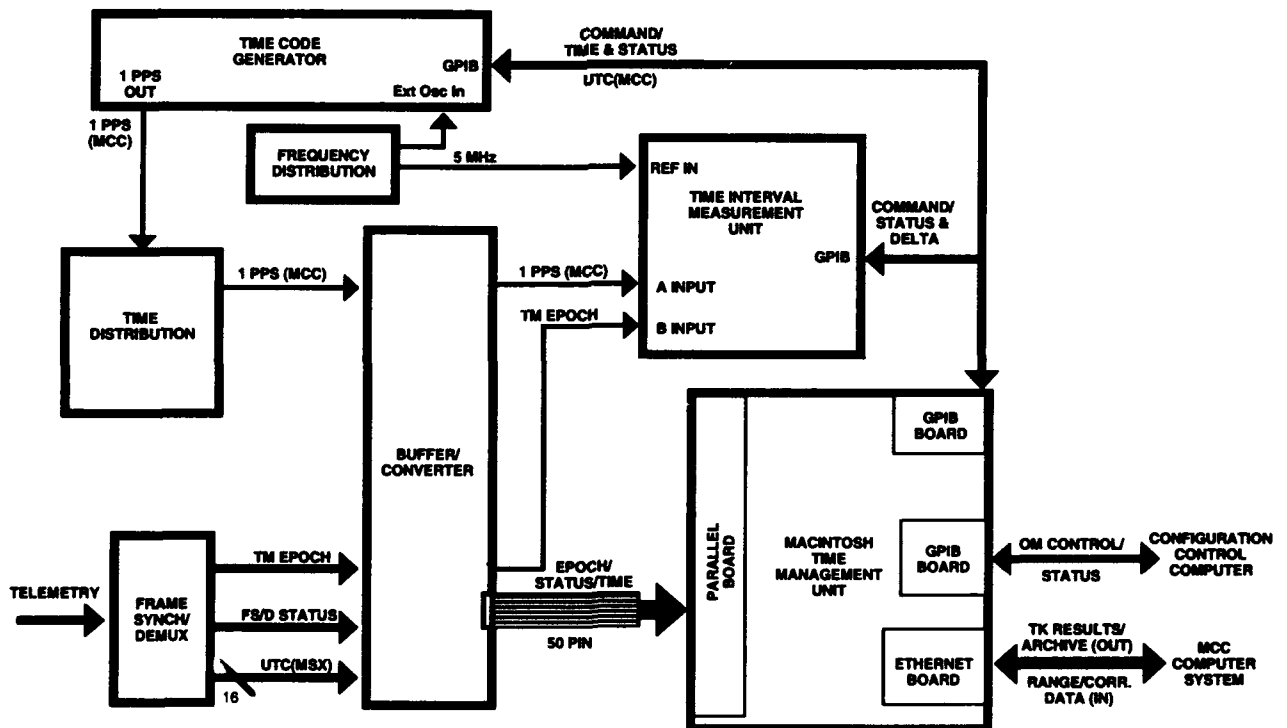 TIME CODE
GENERATOR
GPIB
1 PPS
OUT
Ext Osc In
COMMAND/
TIME & STATUS
UTC(MCC)
1 PPS
(MCC)
FREQUENCY
DISTRIBUTION
5 MHz
REF IN
TIME INTERVAL
MEASUREMENT
UNIT
GPIB
A INPUT
B INPUT
COMMAND/
STATUS &
DELTA
TIME
DISTRIBUTION
1 PPS (MCC)
1 PPS (MCC)
TM EPOCH
BUFFER/
CONVERTER
TELEMETRY
FRAME
SYNCH/
DEMUX
TM EPOCH
FS/D STATUS
UTC(MSX)
16
EPOCH/
STATUS/TIME
50 PIN
PARALLEL
BOARD
MACINTOSH
TIME
MANAGEMENT
UNIT
GPIB
BOARD
GPIB
BOARD
ETHERNET
BOARD
OM CONTROL/
STATUS
CONFIGURATION
CONTROL
COMPUTER
TK RESULTS/
ARCHIVE (OUT)
RANGE/CORR.
DATA (IN)
MCC
COMPUTER
SYSTEM